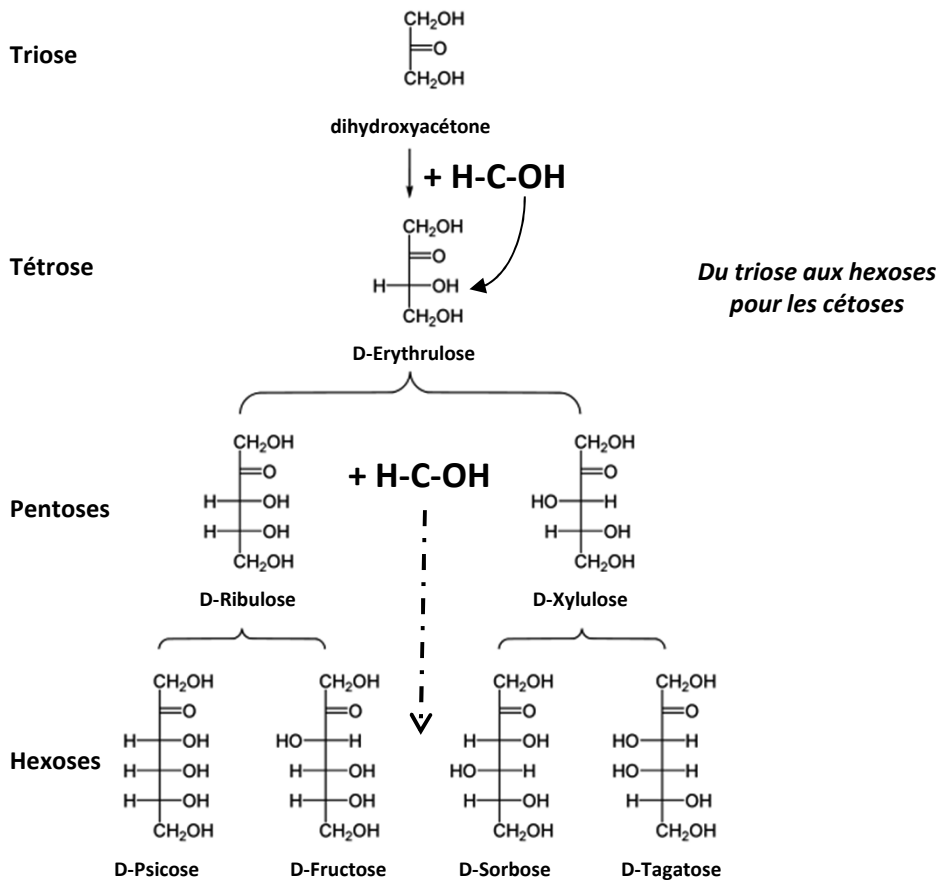 CH₂OH
=O
CH₂OH
Triose
dihydroxyacétone
+ H-C-OH
CH₂OH
=O
H OH
CH₂OH
Tétrose
Du triose aux hexoses
pour les cétoses
D-Erythrulose
CH₂OH
=O
H OH
H OH
CH₂OH
+ H-C-OH
CH₂OH
=O
HO H
H OH
CH₂OH
Pentoses
D-Ribulose
D-Xylulose
CH₂OH
=O
H OH
H OH
H OH
CH₂OH
CH₂OH
=O
HO H
H OH
H OH
CH₂OH
CH₂OH
=O
H OH
HO H
H OH
CH₂OH
CH₂OH
=O
HO H
HO H
H OH
CH₂OH
Hexoses
D-Psicose
D-Fructose
D-Sorbose
D-Tagatose